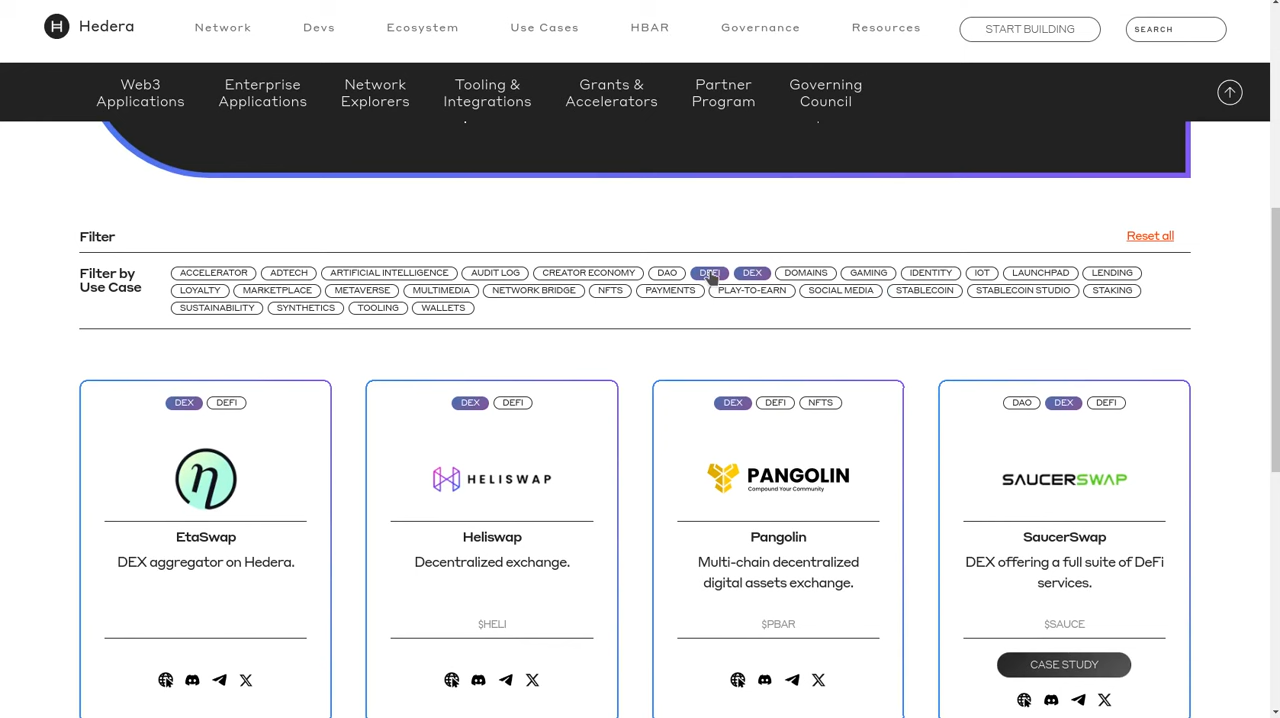 Hedera
Network
Devs
Ecosystem
Use Cases
HBAR
Governance
Resources
START BUILDING
SEARCH
Web3
Applications
Enterprise
Applications
Network
Explorers
Tooling &
Integrations
Grants &
Accelerators
Partner
Program
Governing
Council
Filter
Reset all
Filter by
Use Case
ACCELERATOR
ADTECH
ARTIFICIAL INTELLIGENCE
AUDIT LOG
CREATOR ECONOMY
DAO
DEFI
DEX
DOMAINS
GAMING
IDENTITY
IOT
LAUNCHPAD
LENDING
LOYALTY
MARKETPLACE
METAVERSE
MULTIMEDIA
NETWORK BRIDGE
NFTS
PAYMENTS
PLAY-TO-EARN
SOCIAL MEDIA
STABLECOIN
STABLECOIN STUDIO
STAKING
SUSTAINABILITY
SYNTHETICS
TOOLING
WALLETS
DEX
DEFI
EtaSwap
DEX aggregator on Hedera.
DEX
DEFI
HELISWAP
Heliswap
Decentralized exchange.
$HELI
DEX
DEFI
NFTS
PANGOLIN
Compound Your Community
Pangolin
Multi-chain decentralized
digital assets exchange.
$PBAR
DAO
DEX
DEFI
SAUCERSWAP
SaucerSwap
DEX offering a full suite of DeFi
services.
$SAUCE
CASE STUDY